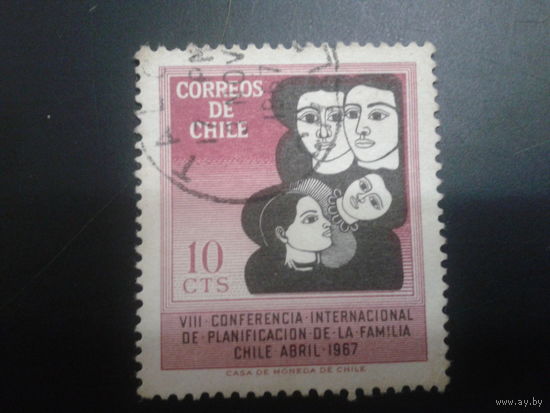 CORREOS
DE
CHILE
10
CTS
VIII·CONFERENCIA·INTERNACIONAL
DE·PLANIFICACION·DE·LA·FAMILIA
CHILE ABRIL·1967
CASA DE MONEDA DE CHILE
www.ay.by